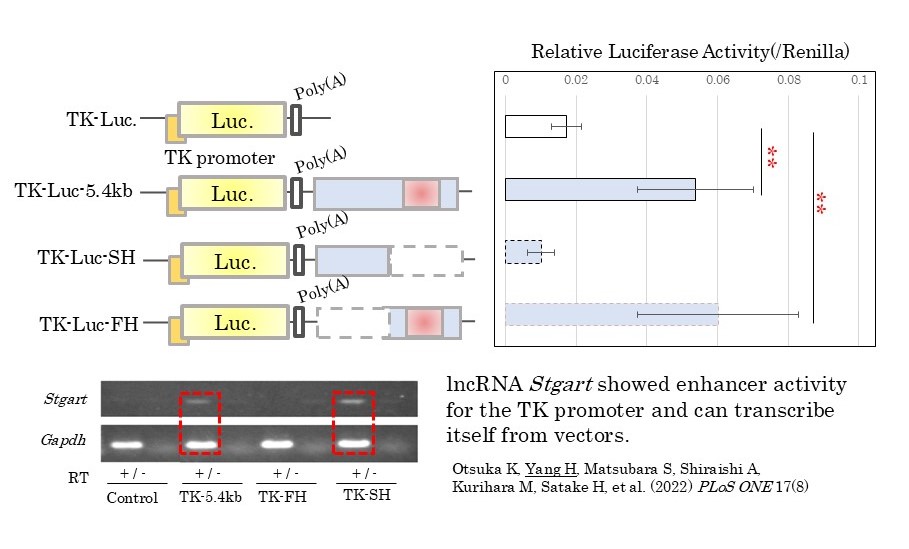 Relative Luciferase Activity(/Renilla)
0 0.02 0.04 0.06 0.08 0.1
Poly(A)
TK-Luc. Luc.
TK promoter
Poly(A)
**
TK-Luc-5.4kb Luc.
**
Poly(A)
TK-Luc-SH Luc.
Poly(A)
TK-Luc-FH Luc.
Stgart
Gapdh
RT +/- +/- +/- +/-
Control TK-5.4kb TK-FH TK-SH
lncRNA Stgart showed enhancer activity
for the TK promoter and can transcribe
itself from vectors.
Otsuka K, Yang H, Matsubara S, Shiraishi A,
Kurihara M, Satake H, et al. (2022) PLoS ONE 17(8)